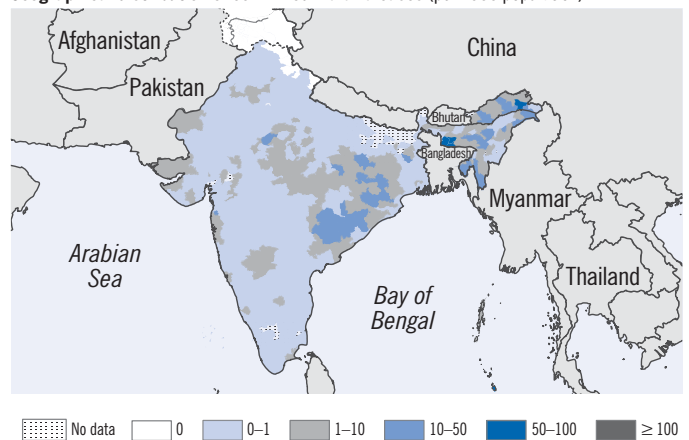 Afghanistan
China
Pakistan
Bhutan
Bangladesh
Myanmar
Arabian
Sea
Bay of
Bengal
Thailand
No data
0
0–1
1–10
10–50
50–100
≥ 100